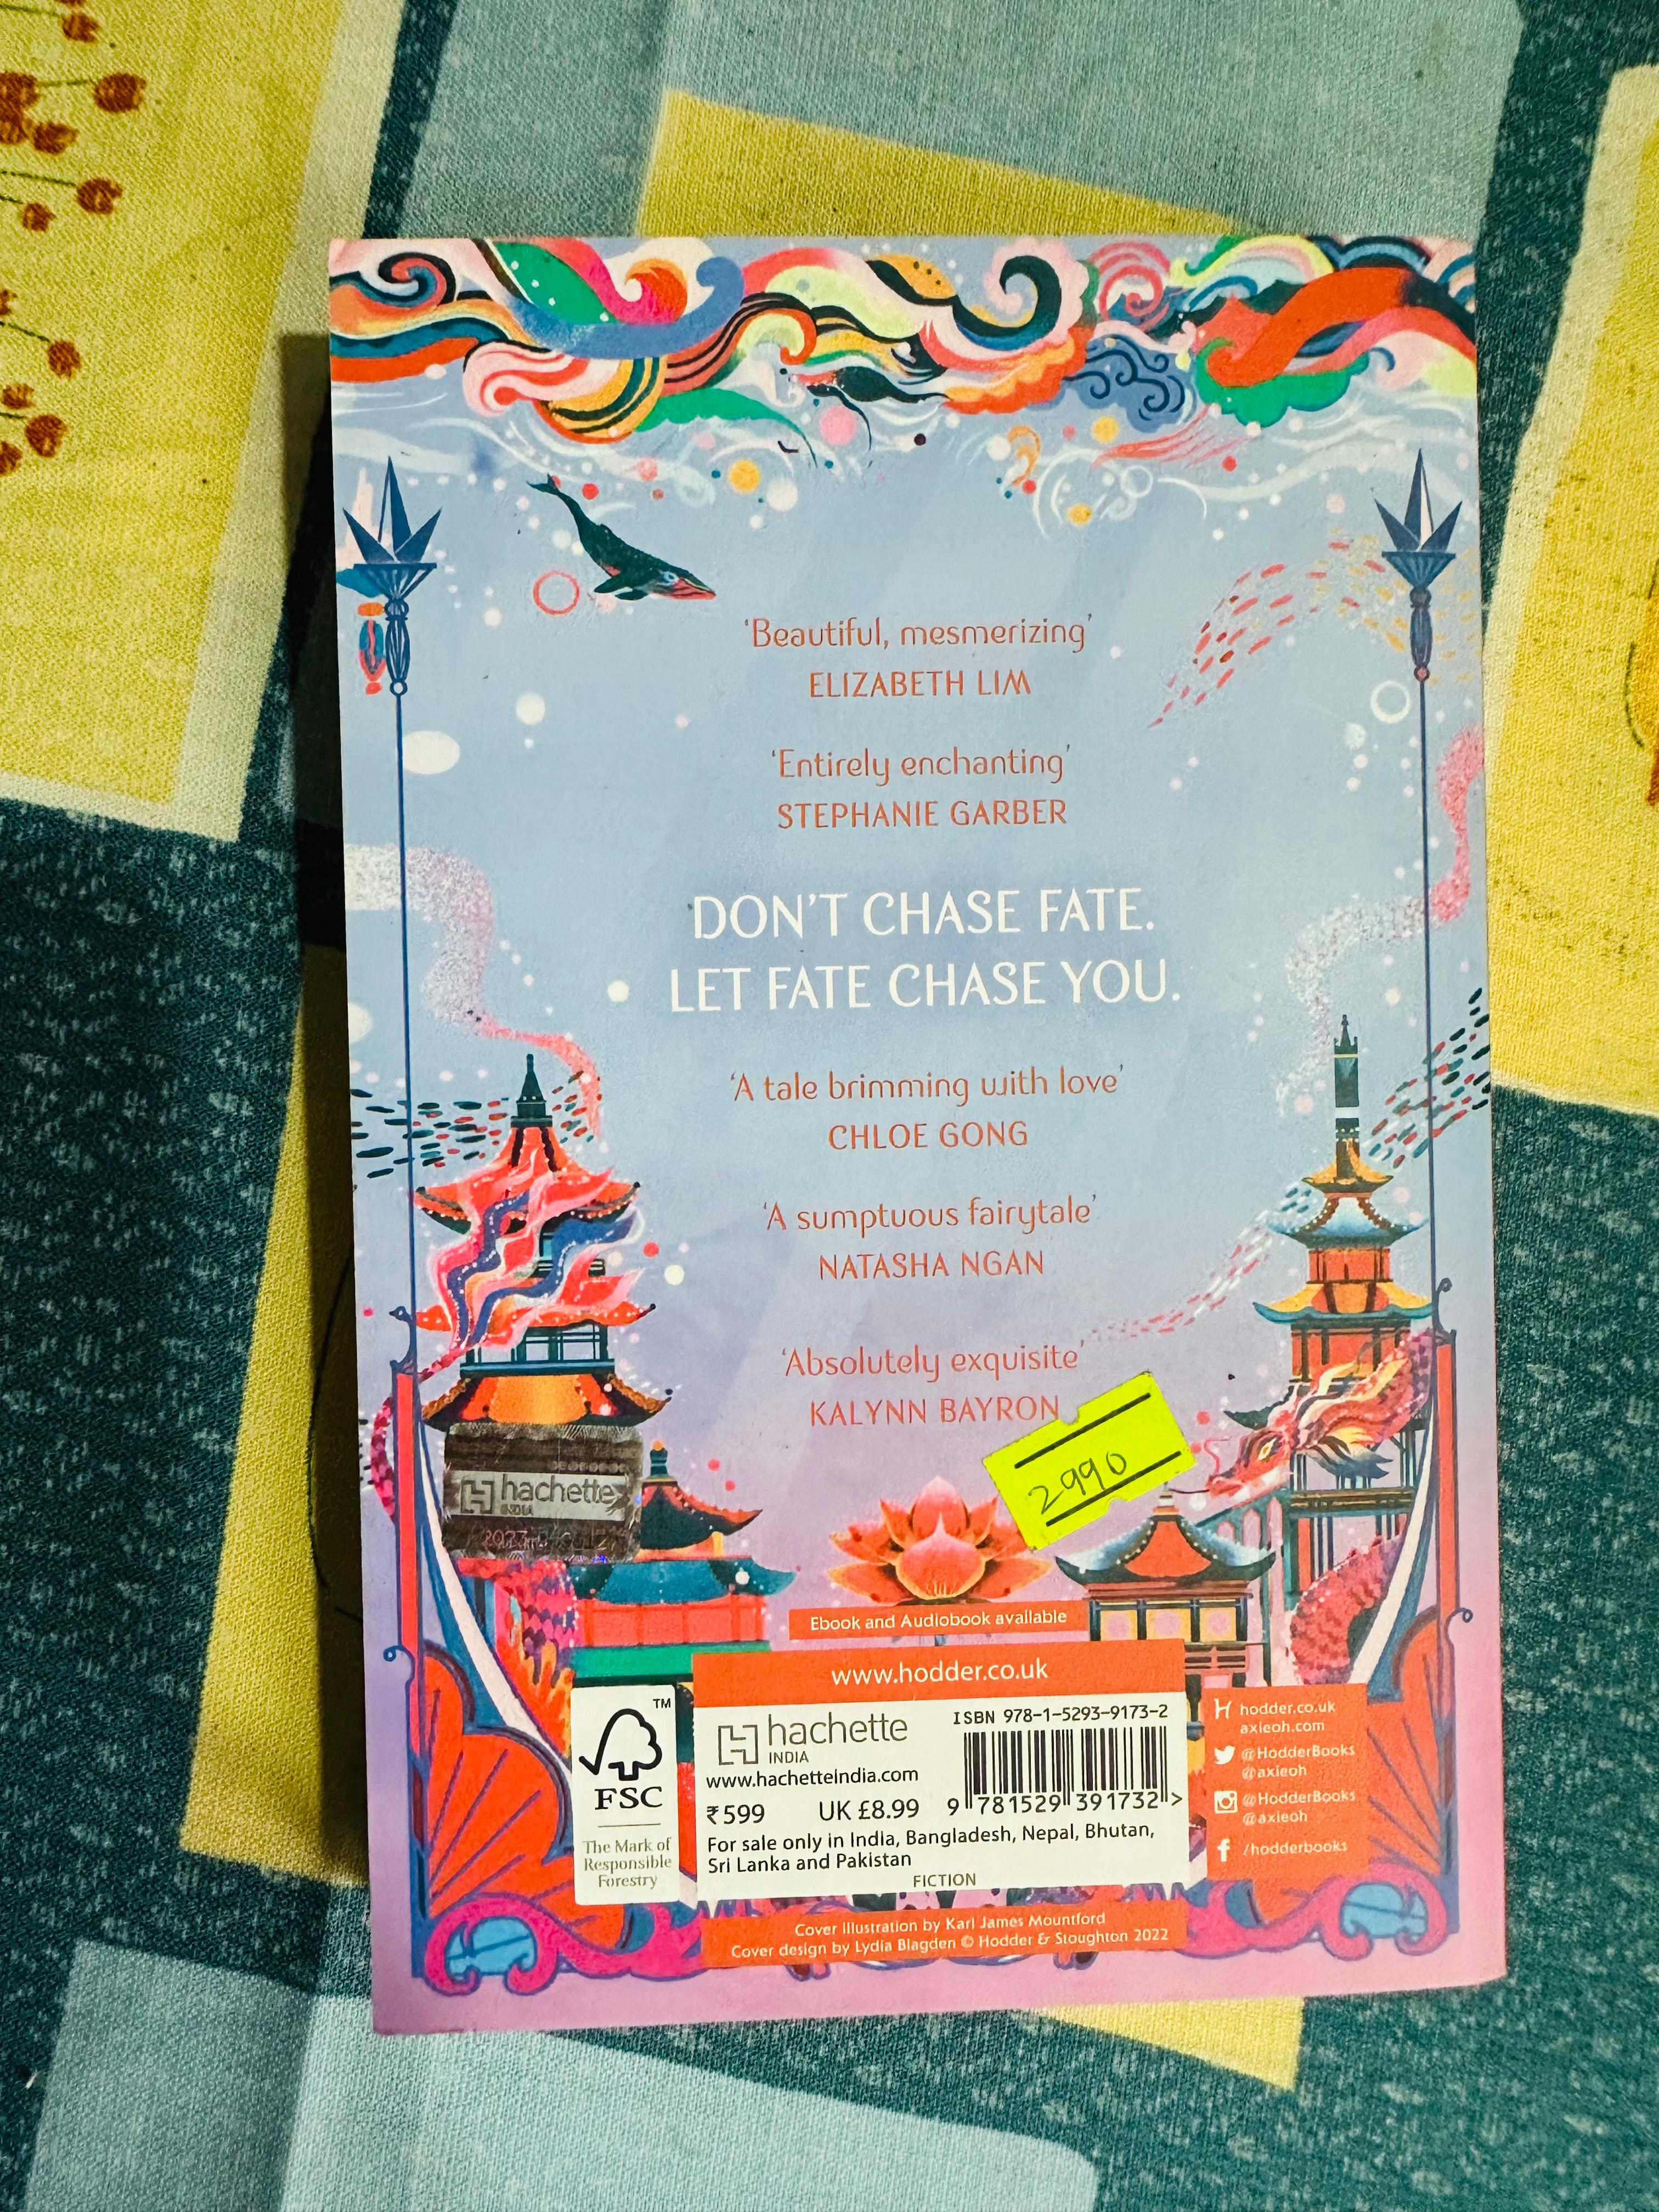 ‘Beautiful, mesmerizing’
ELIZABETH LIM
‘Entirely enchanting’
STEPHANIE GARBER
DON’T CHASE FATE.
LET FATE CHASE YOU.
‘A tale brimming with love’
CHLOE GONG
‘A sumptuous fairytale’
NATASHA NGAN
‘Absolutely exquisite’
KALYNN BAYRON
2990
hachette
INDIA
Ebook and Audiobook available
www.hodder.co.uk
TM
FSC
The Mark of
Responsible
Forestry
hachette
INDIA
www.hachetteindia.com
₹599 UK £8.99
ISBN 978-1-5293-9173-2
9 781529 391732 >
For sale only in India, Bangladesh, Nepal, Bhutan,
Sri Lanka and Pakistan
FICTION
hodder.co.uk
axieoh.com
@HodderBooks
@axieoh
@HodderBooks
@axieoh
/hodderbooks
Cover illustration by Karl James Mountford
Cover design by Lydia Blagden © Hodder & Stoughton 2022